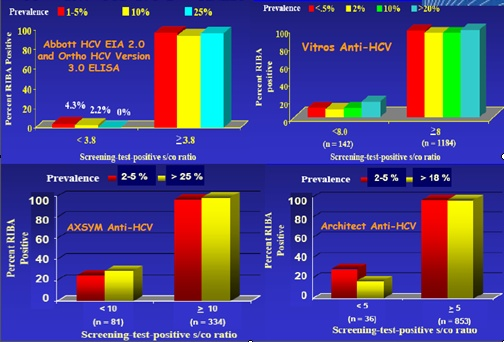 Prevalence 1-5% 10% 25%
Abbott HCV EIA 2.0
and Ortho HCV Version
3.0 ELISA
Percent RIBA Positive
100
80
60
40
20
0
4.3%
2.2%
0%
< 3.8
≥3.8
Screening-test-positive s/co ratio
Prevalence <.5% 2% 10% >20%
Vitros Anti-HCV
Percent RIBA
positive
100
80
60
40
20
0
<8.0
(n = 142)
≥8
(n = 1184)
Screening-test-positive s/co ratio
Prevalence 2-5 % > 25 %
AXSYM Anti-HCV
Percent RIBA
Positive
100
80
60
40
20
0
< 10
(n = 81)
≥ 10
(n = 334)
Screening-test-positive s/co ratio
Prevalence 2-5 % > 18 %
Architect Anti-HCV
Percent RIBA
Positive
100
80
60
40
20
0
< 5
(n = 36)
≥ 5
(n = 853)
Screening-test-positive s/co ratio